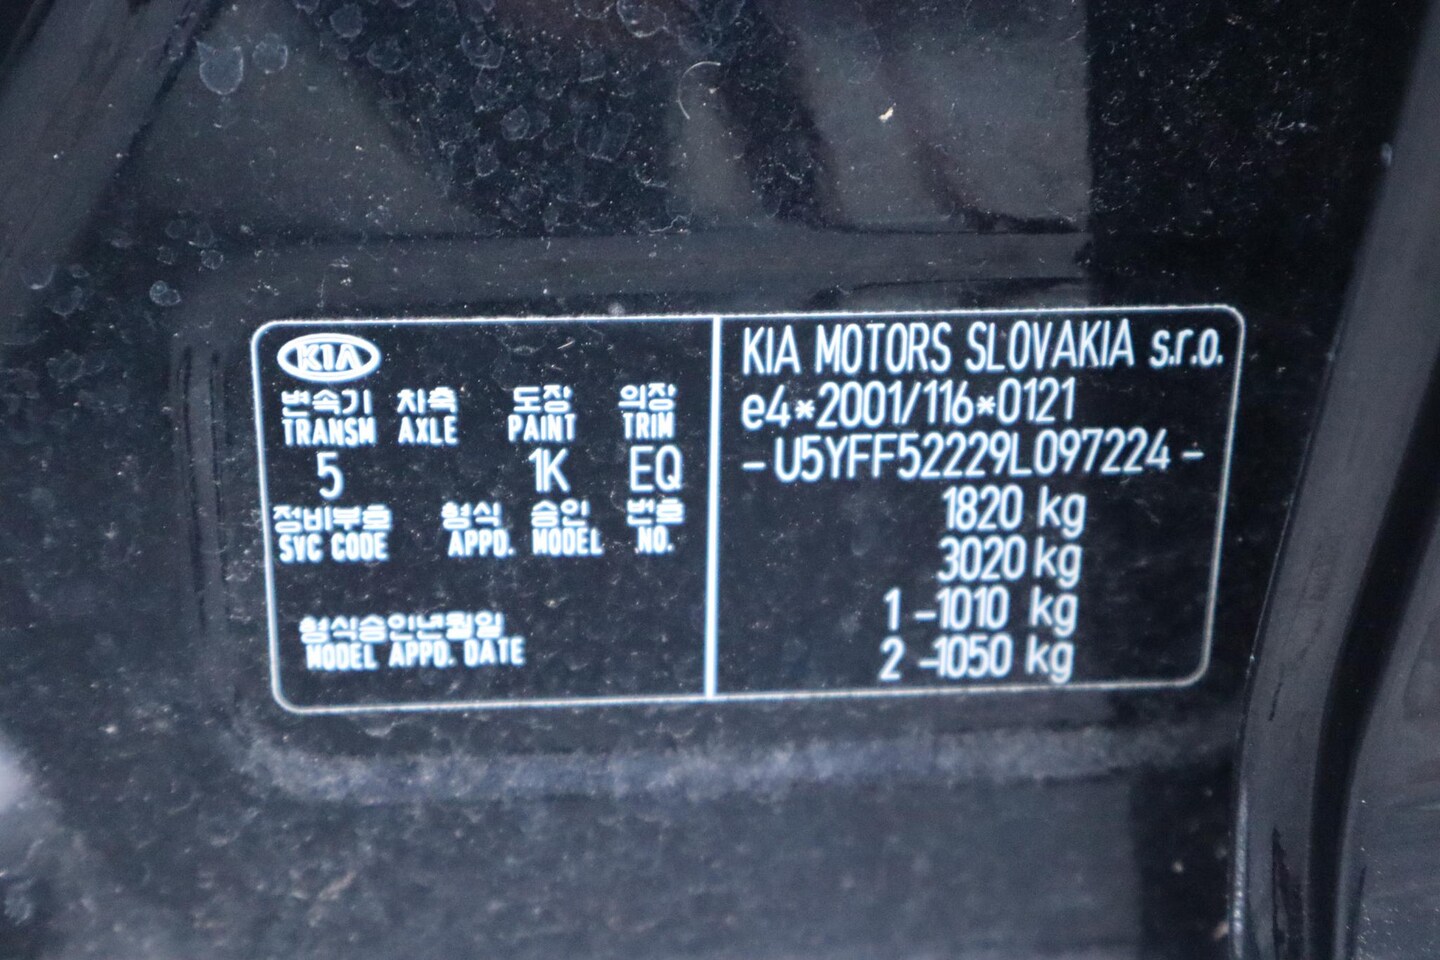 KIA
변속기 차축 도장 의장
TRANSM AXLE PAINT TRIM
5 1K EQ
정비부호 형식 승인 번호
SVC CODE APPD. MODEL NO.
형식승인년월일
MODEL APPD. DATE
KIA MOTORS SLOVAKIA s.r.o.
e4*2001/116*0121
-U5YFF52229L097224-
1820 kg
3020 kg
1 -1010 kg
2 -1050 kg